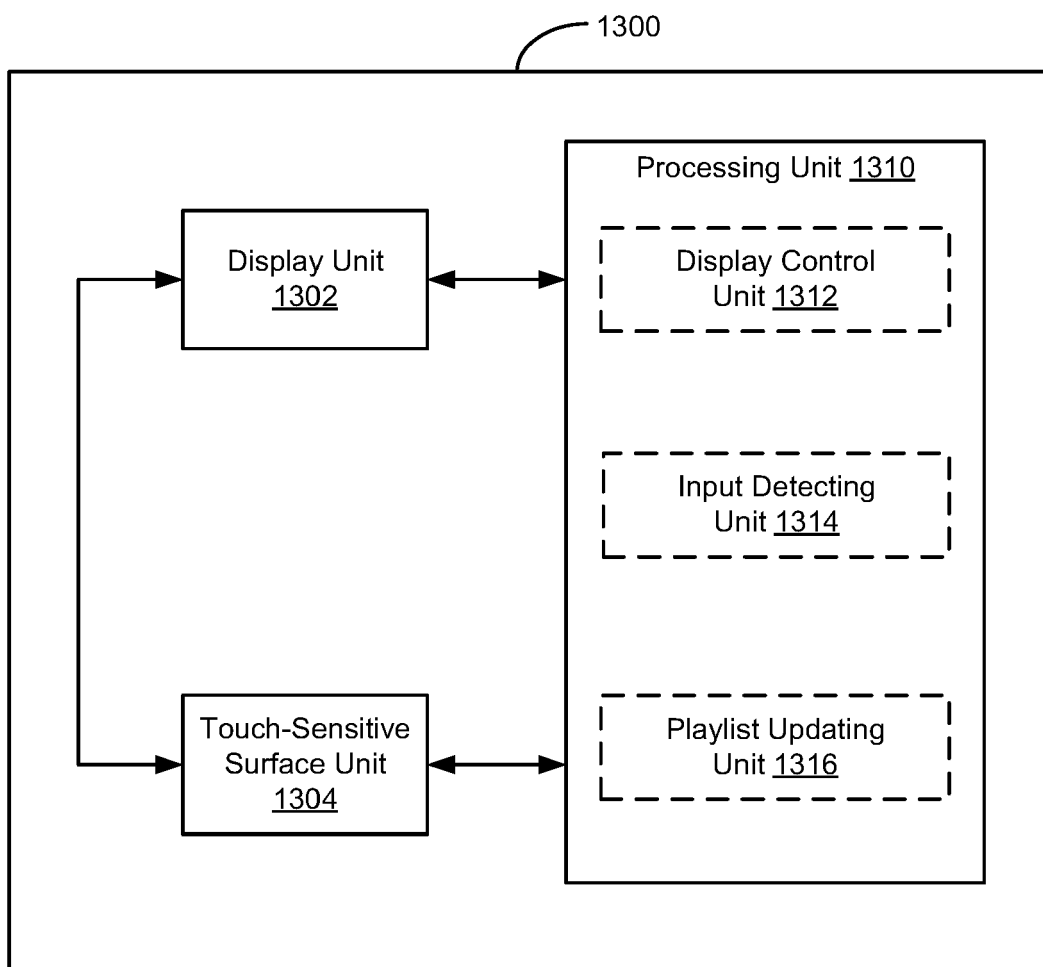 1300
Processing Unit 1310
Display Unit
1302
Display Control
Unit 1312
Input Detecting
Unit 1314
Touch-Sensitive
Surface Unit
1304
Playlist Updating
Unit 1316